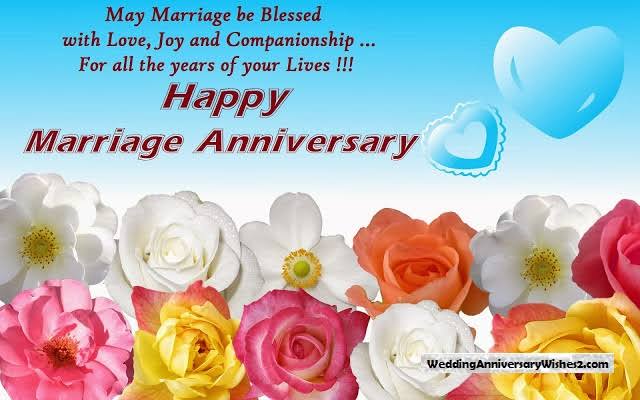 May Marriage be Blessed
with Love, Joy and Companionship ...
For all the years of your Lives !!!
Happy
Marriage Anniversary
WeddingAnniversaryWishes2.com